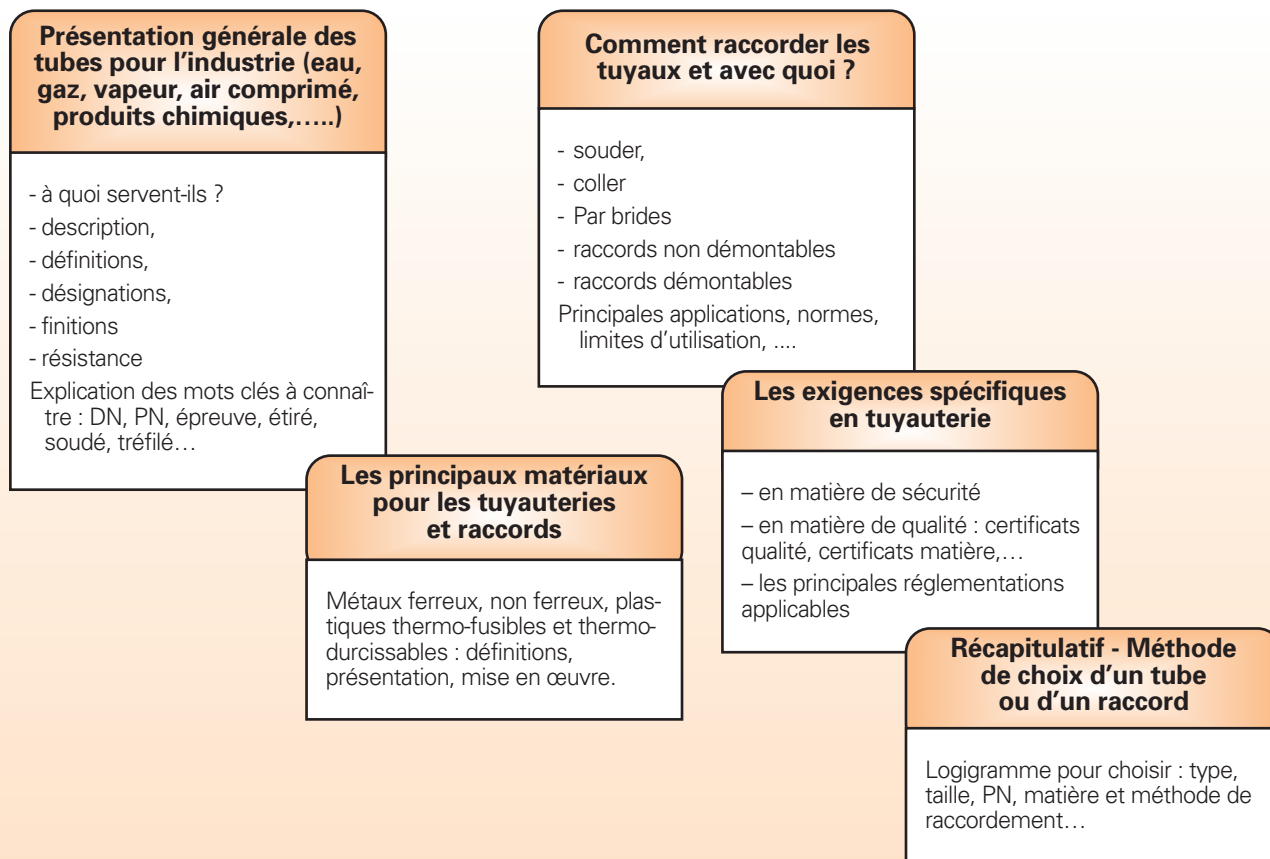 Présentation générale des
tubes pour l'industrie (eau,
gaz, vapeur, air comprimé,
produits chimiques,…..)
- à quoi servent-ils ?
- description,
- définitions,
- désignations,
- finitions
- résistance
Explication des mots clés à connaî-
tre : DN, PN, épreuve, étiré,
soudé, tréfilé…
Les principaux matériaux
pour les tuyauteries
et raccords
Métaux ferreux, non ferreux, plas-
tiques thermo-fusibles et thermo-
durcissables : définitions,
présentation, mise en œuvre.
Comment raccorder les
tuyaux et avec quoi ?
- souder,
- coller
- Par brides
- raccords non démontables
- raccords démontables
Principales applications, normes,
limites d'utilisation, ....
Les exigences spécifiques
en tuyauterie
– en matière de sécurité
– en matière de qualité : certificats
qualité, certificats matière,…
– les principales réglementations
applicables
Récapitulatif - Méthode
de choix d'un tube
ou d'un raccord
Logigramme pour choisir : type,
taille, PN, matière et méthode de
raccordement…